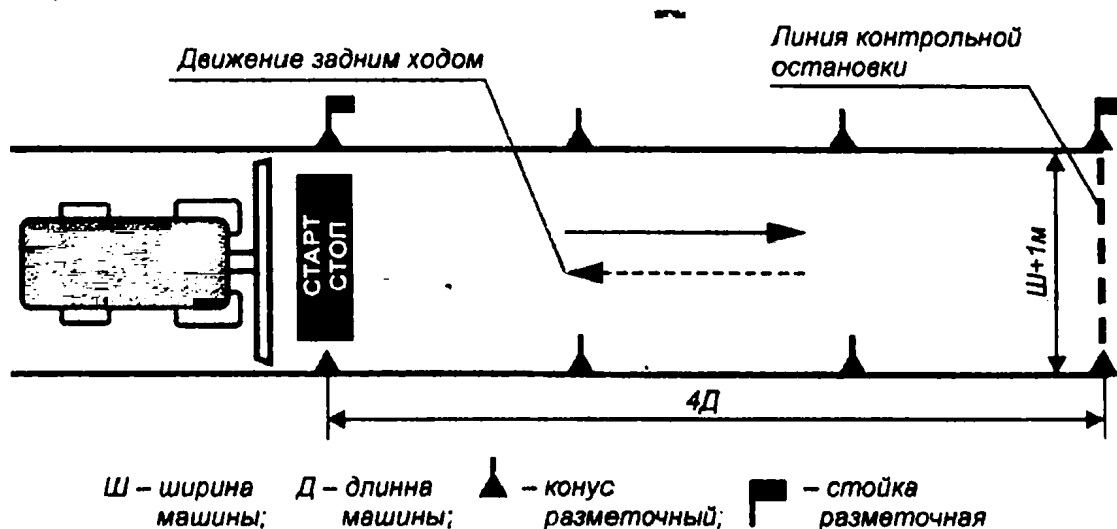 Движение задним ходом
Линия контрольной
остановки
СТАРТ
СТОП
Ш+1м
4Д
Ш – ширина
машины;
Д – длинна
машины;
– конус
разметочный;
– стойка
разметочная